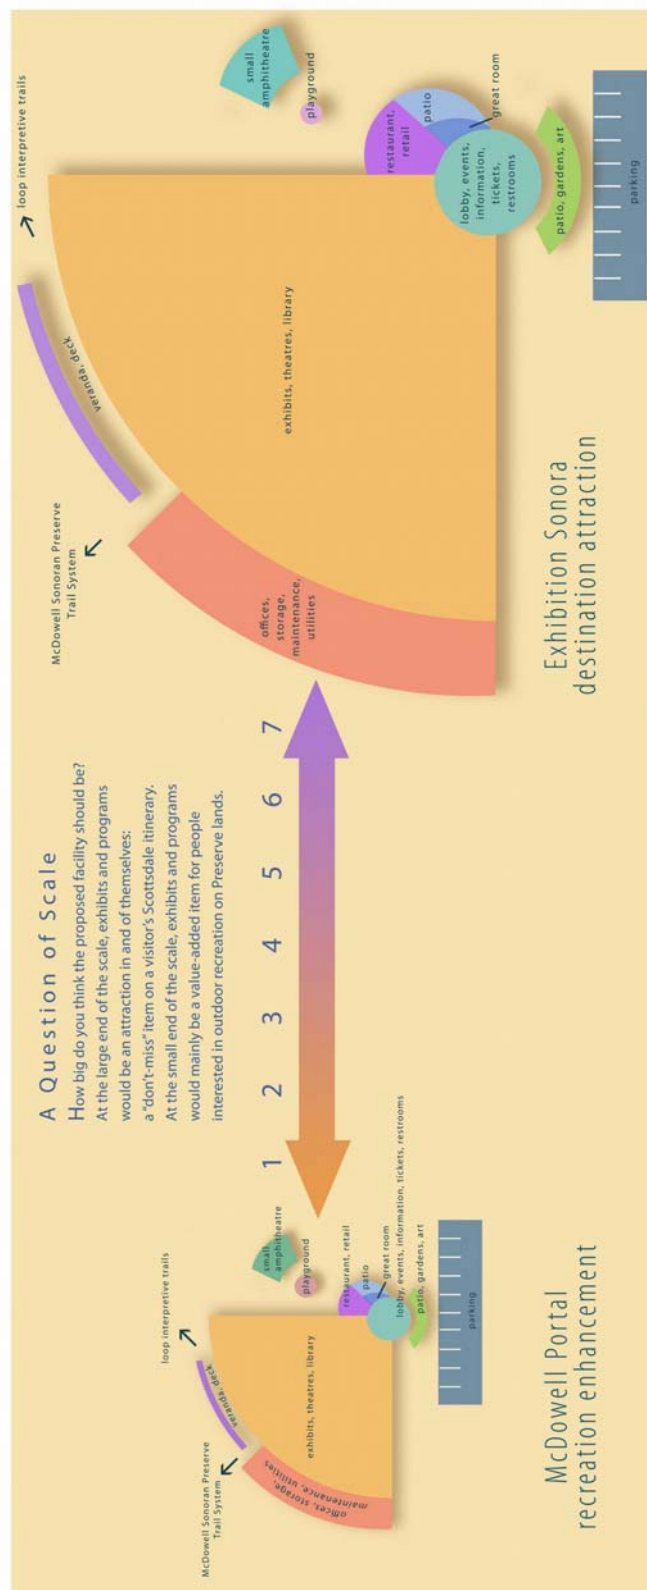 A Question of Scale
How big do you think the proposed facility should be?
At the large end of the scale, exhibits and programs
would be an attraction in and of themselves:
a "don't-miss" item on a visitor's Scottsdale itinerary.
At the small end of the scale, exhibits and programs
would mainly be a value-added item for people
interested in outdoor recreation on Preserve lands.
1 2 3 4 5 6 7
McDowell Sonoran Preserve
Trail System
loop interpretive trails
veranda, deck
offices, storage,
maintenance, utilities
exhibits, theatres, library
small
amphitheatre
playground
restaurant, retail
patio
great room
lobby, events, information, tickets, restrooms
patio, gardens, art
parking
McDowell Portal
recreation enhancement
McDowell Sonoran Preserve
Trail System
loop interpretive trails
veranda, deck
offices,
storage,
maintenance,
utilities
exhibits, theatres, library
small
amphitheatre
playground
restaurant,
retail
patio
great room
lobby, events,
information,
tickets,
restrooms
patio, gardens, art
parking
Exhibition Sonora
destination attraction